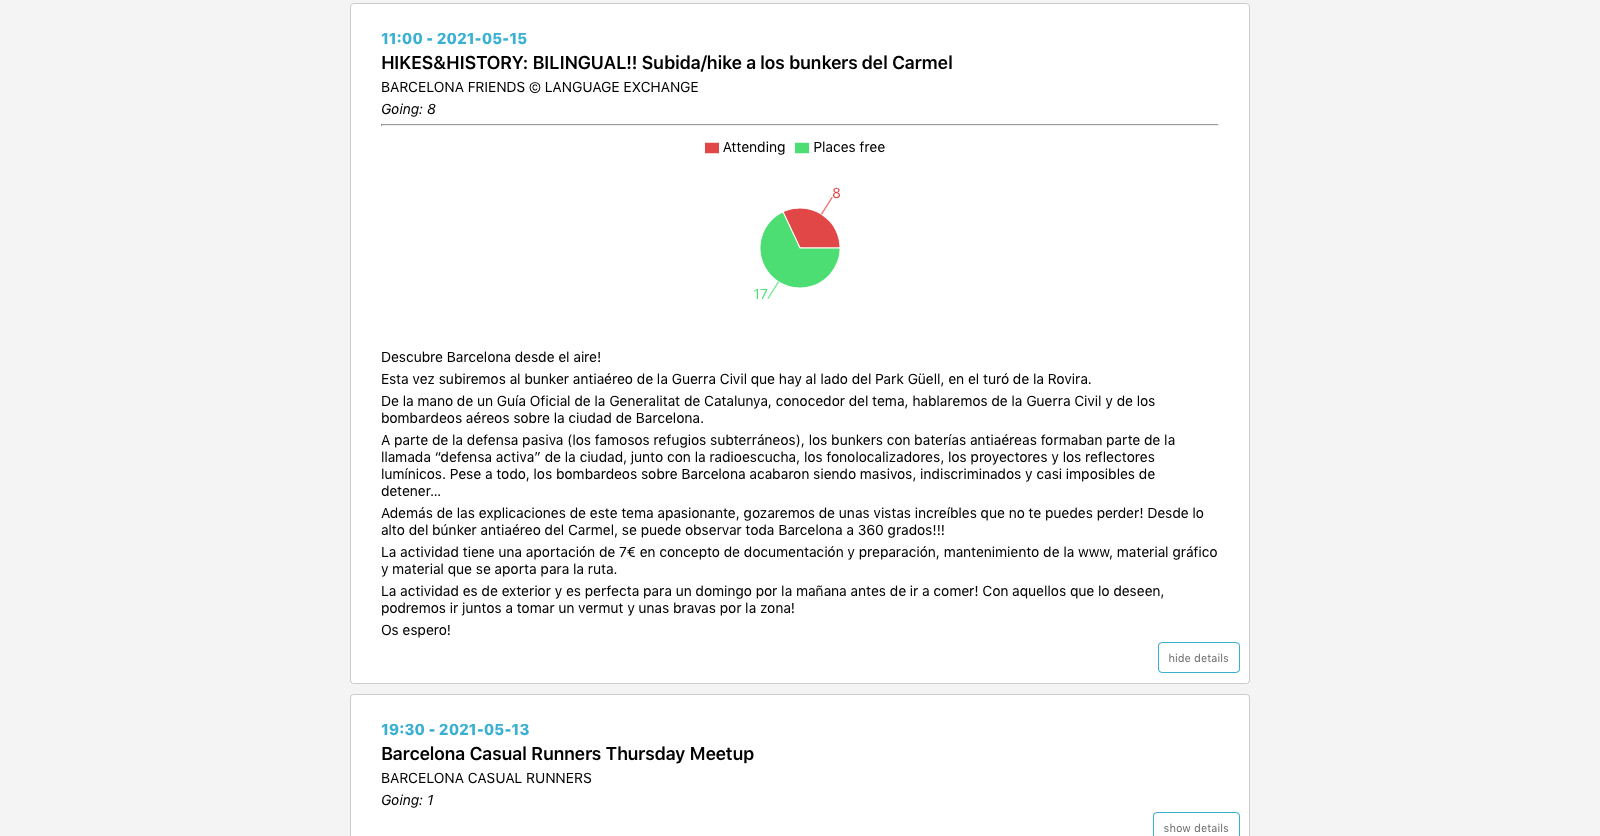 11:00 - 2021-05-15
HIKES&HISTORY: BILINGUAL!! Subida/hike a los bunkers del Carmel
BARCELONA FRIENDS © LANGUAGE EXCHANGE
Going: 8
Attending Places free
8
17
Descubre Barcelona desde el aire!
Esta vez subiremos al bunker antiaéreo de la Guerra Civil que hay al lado del Park Güell, en el turó de la Rovira.
De la mano de un Guía Oficial de la Generalitat de Catalunya, conocedor del tema, hablaremos de la Guerra Civil y de los
bombardeos aéreos sobre la ciudad de Barcelona.
A parte de la defensa pasiva (los famosos refugios subterráneos), los bunkers con baterías antiaéreas formaban parte de la
llamada “defensa activa” de la ciudad, junto con la radioescucha, los fonolocalizadores, los proyectores y los reflectores
lumínicos. Pese a todo, los bombardeos sobre Barcelona acabaron siendo masivos, indiscriminados y casi imposibles de
detener...
Además de las explicaciones de este tema apasionante, gozaremos de unas vistas increíbles que no te puedes perder! Desde lo
alto del búnker antiaéreo del Carmel, se puede observar toda Barcelona a 360 grados!!!
La actividad tiene una aportación de 7€ en concepto de documentación y preparación, mantenimiento de la www, material gráfico
y material que se aporta para la ruta.
La actividad es de exterior y es perfecta para un domingo por la mañana antes de ir a comer! Con aquellos que lo deseen,
podremos ir juntos a tomar un vermut y unas bravas por la zona!
Os espero!
hide details
19:30 - 2021-05-13
Barcelona Casual Runners Thursday Meetup
BARCELONA CASUAL RUNNERS
Going: 1
show details